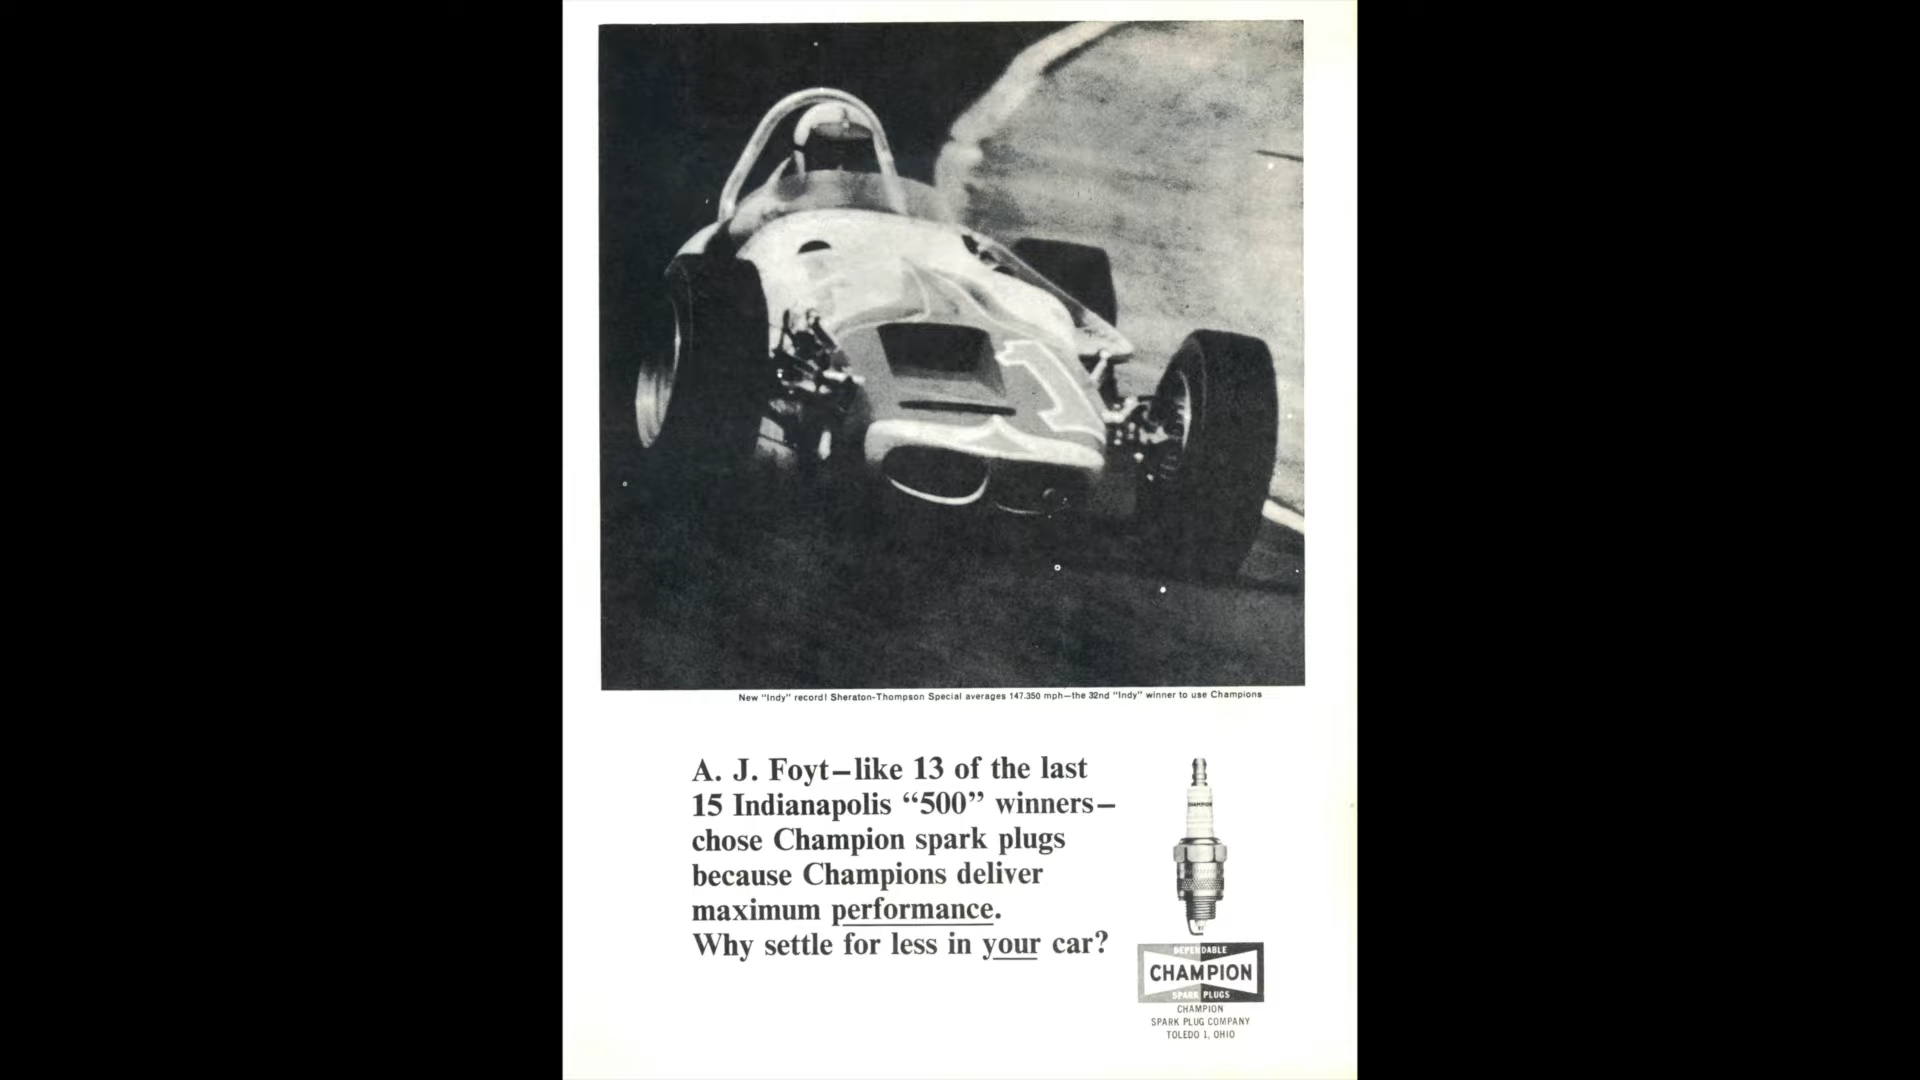 1
New "Indy" record! Sheraton-Thompson Special averages 147.350 mph—the 32nd "Indy" winner to use Champions
A. J. Foyt—like 13 of the last
15 Indianapolis “500” winners—
chose Champion spark plugs
because Champions deliver
maximum performance.
Why settle for less in your car?
CHAMPION
DEPENDABLE
CHAMPION
SPARK PLUGS
CHAMPION
SPARK PLUG COMPANY
TOLEDO 1, OHIO